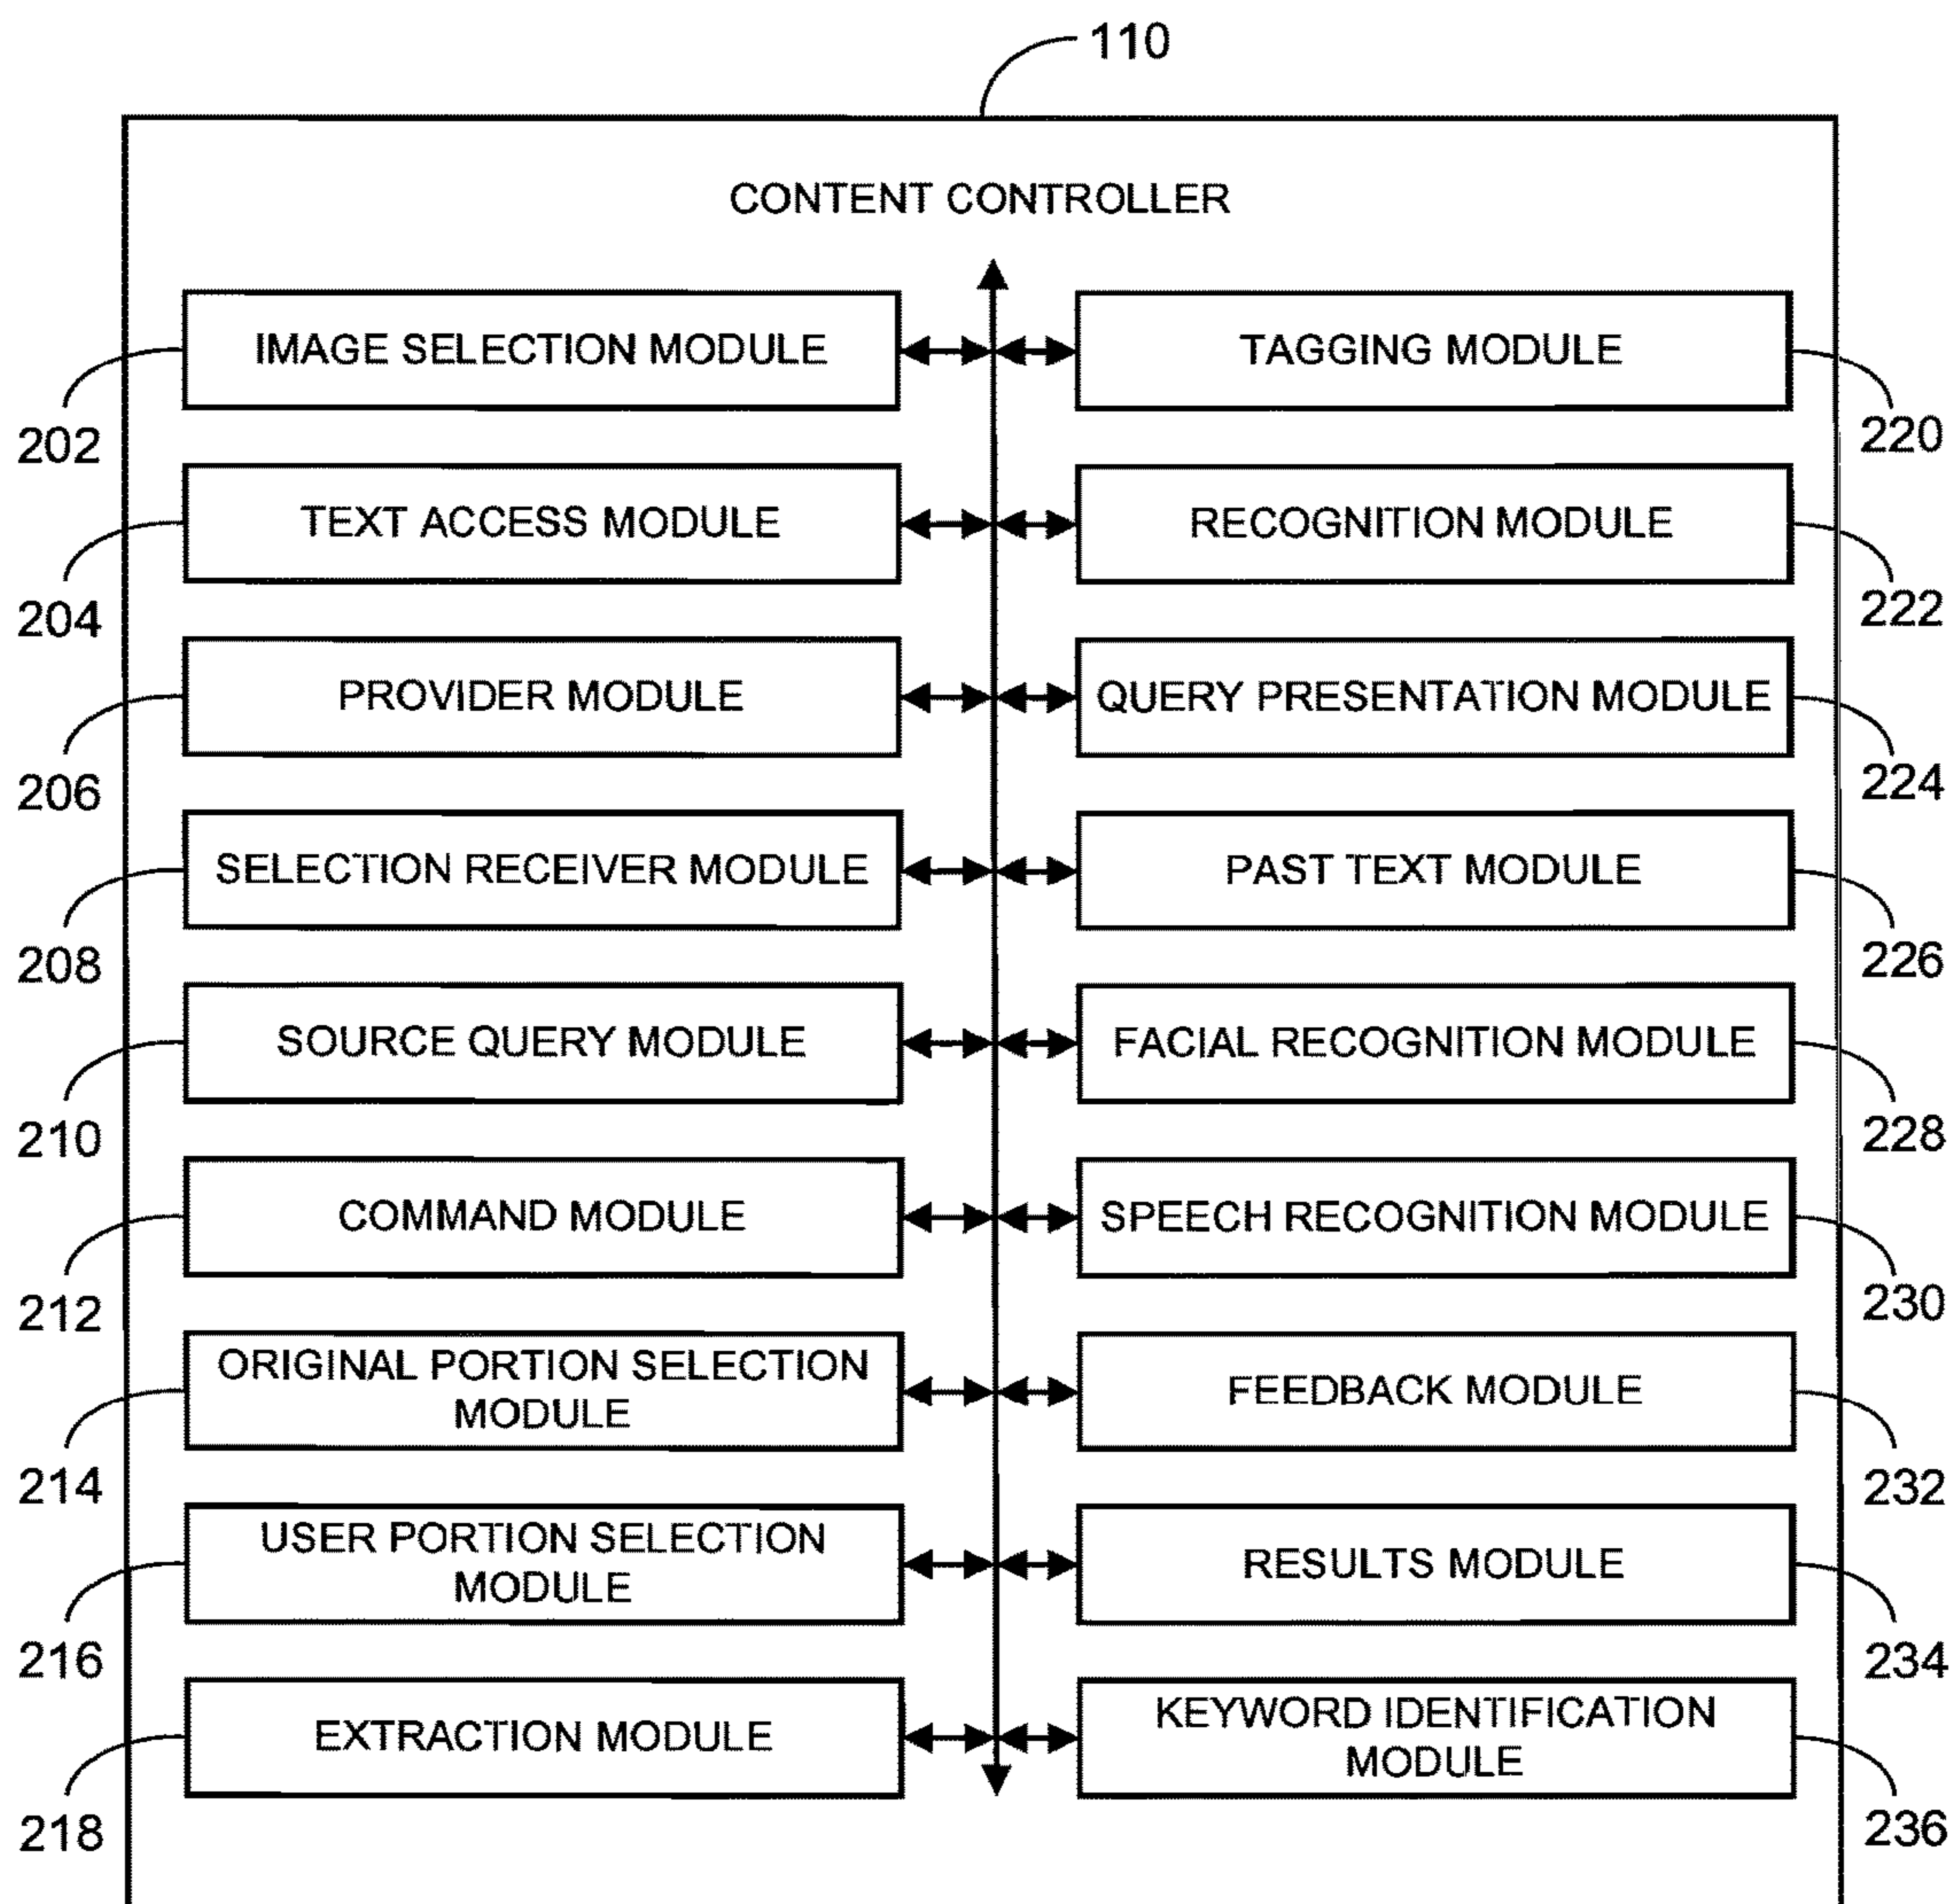 110
CONTENT CONTROLLER
IMAGE SELECTION MODULE
TAGGING MODULE
202
220
TEXT ACCESS MODULE
RECOGNITION MODULE
204
222
PROVIDER MODULE
QUERY PRESENTATION MODULE
206
224
SELECTION RECEIVER MODULE
PAST TEXT MODULE
208
226
SOURCE QUERY MODULE
FACIAL RECOGNITION MODULE
210
228
COMMAND MODULE
SPEECH RECOGNITION MODULE
212
230
ORIGINAL PORTION SELECTION
MODULE
FEEDBACK MODULE
214
232
USER PORTION SELECTION
MODULE
RESULTS MODULE
216
234
EXTRACTION MODULE
KEYWORD IDENTIFICATION
MODULE
218
236